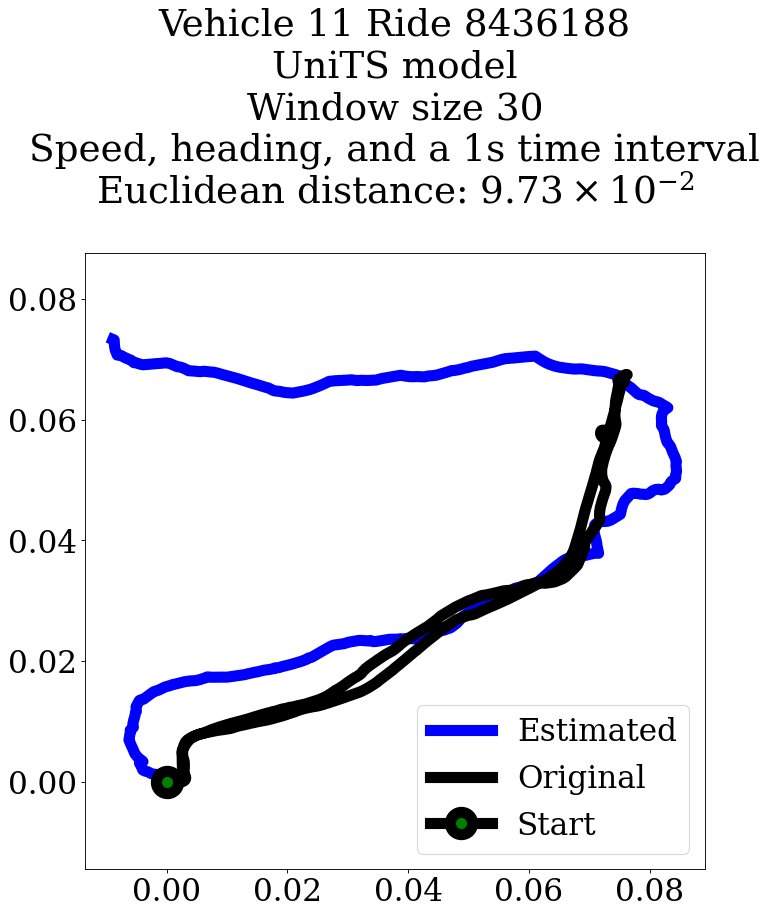 Vehicle 11 Ride 8436188
UniTS model
Window size 30
Speed, heading, and a 1s time interval
Euclidean distance: 9.73 × 10⁻²
0.08
0.06
0.04
0.02
0.00
Estimated
Original
Start
0.00 0.02 0.04 0.06 0.08